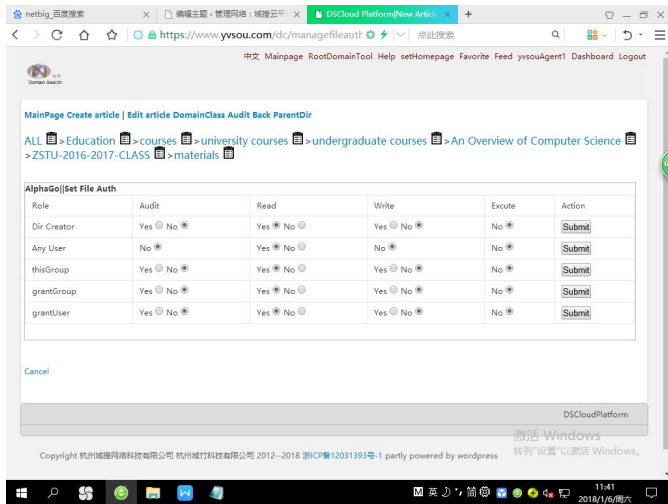 netbig_百度搜索
编辑主题‹管理网络：域搜云平
DSCloud Platform|New Articl
https://www.yvsou.com/dc/managefileauth
点此搜索
中文 Mainpage RootDomainTool Help setHomepage Favorite Feed yvsouAgent1 Dashboard Logout
Domain Search
MainPage Create article | Edit article DomainClass Audit Back ParentDir
ALL >Education >courses >university courses >undergraduate courses >An Overview of Computer Science
>ZSTU-2016-2017-CLASS >materials
AlphaGo||Set File Auth
Role Audit Read Write Excute Action
Dir Creator Yes No Yes No Yes No No Submit
Any User No Yes No No No Submit
thisGroup Yes No Yes No Yes No No Submit
grantGroup Yes No Yes No Yes No No Submit
grantUser Yes No Yes No Yes No No Submit
Cancel
DSCloudPlatform
激活 Windows
转到"设置"以激活 Windows。
Copyright 杭州域搜网络科技有限公司 杭州域竹科技有限公司 2012--2018 浙ICP备12031393号-1 partly powered by wordpress
英 简
11:41
2018/1/6/周六